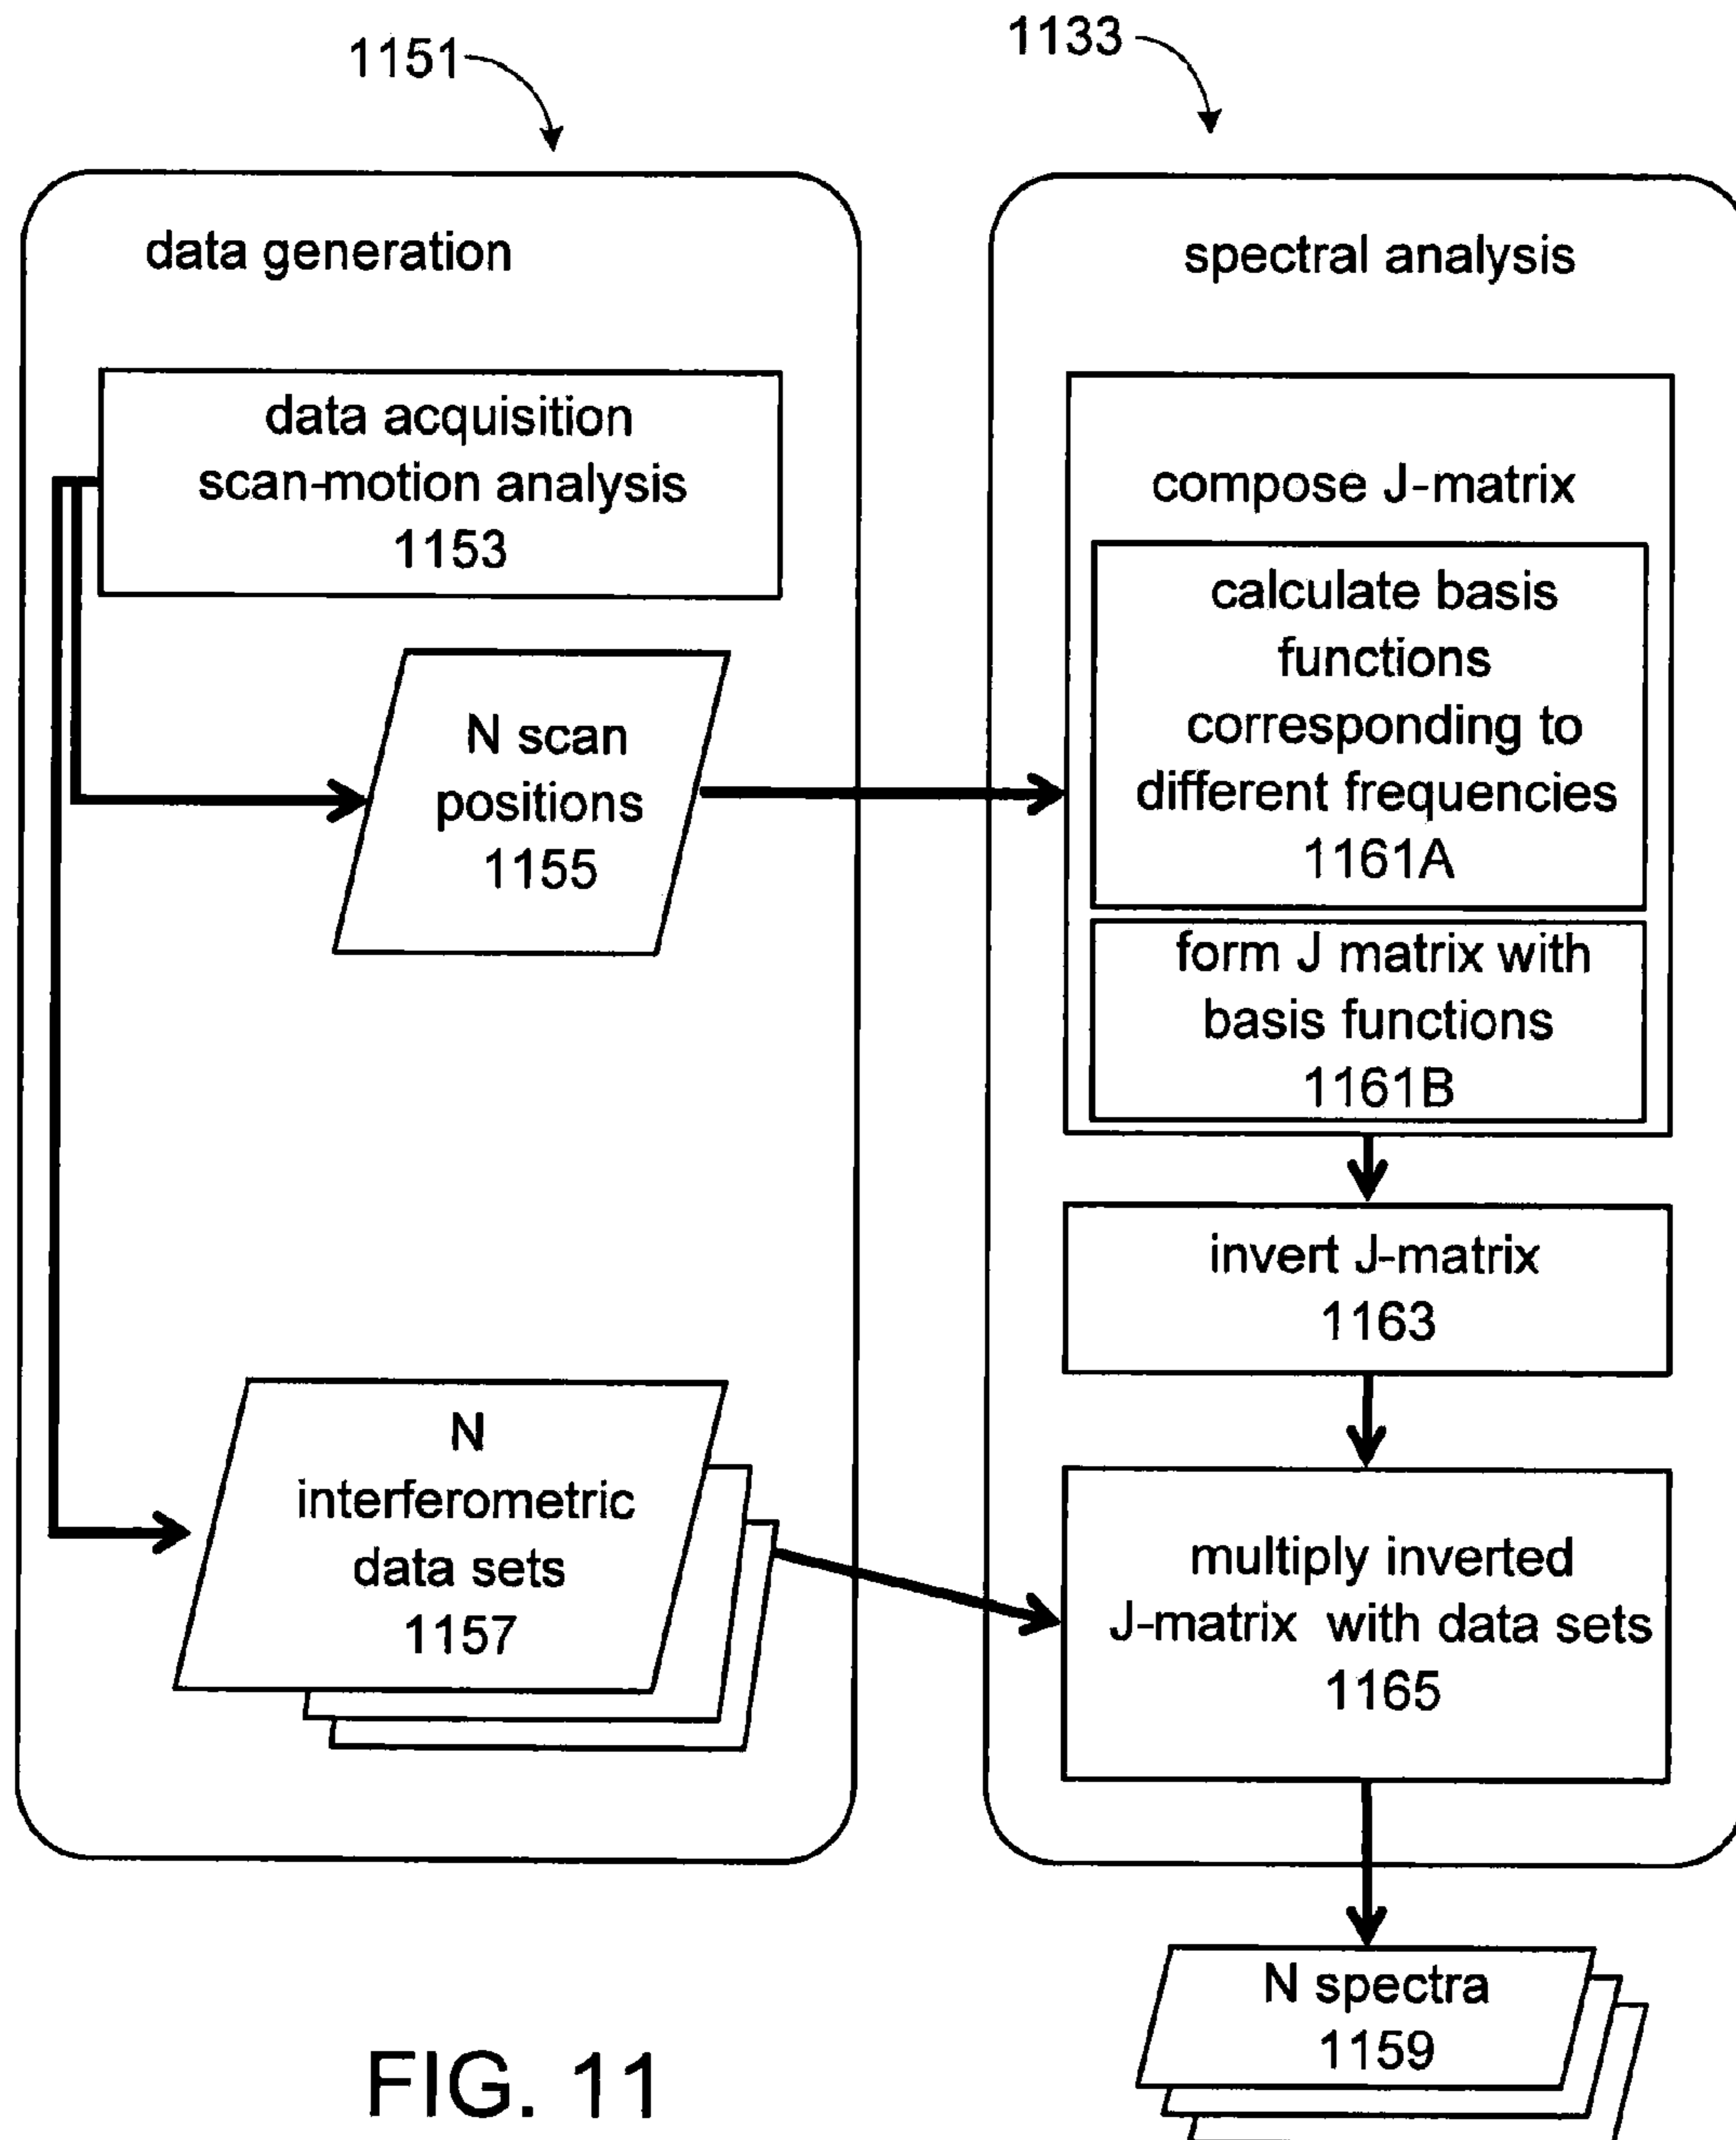 1151
1133
data generation
data acquisition
scan-motion analysis
1153
N scan
positions
1155
N
interferometric
data sets
1157
spectral analysis
compose J-matrix
calculate basis
functions
corresponding to
different frequencies
1161A
form J matrix with
basis functions
1161B
invert J-matrix
1163
multiply inverted
J-matrix with data sets
1165
N spectra
1159
FIG. 11